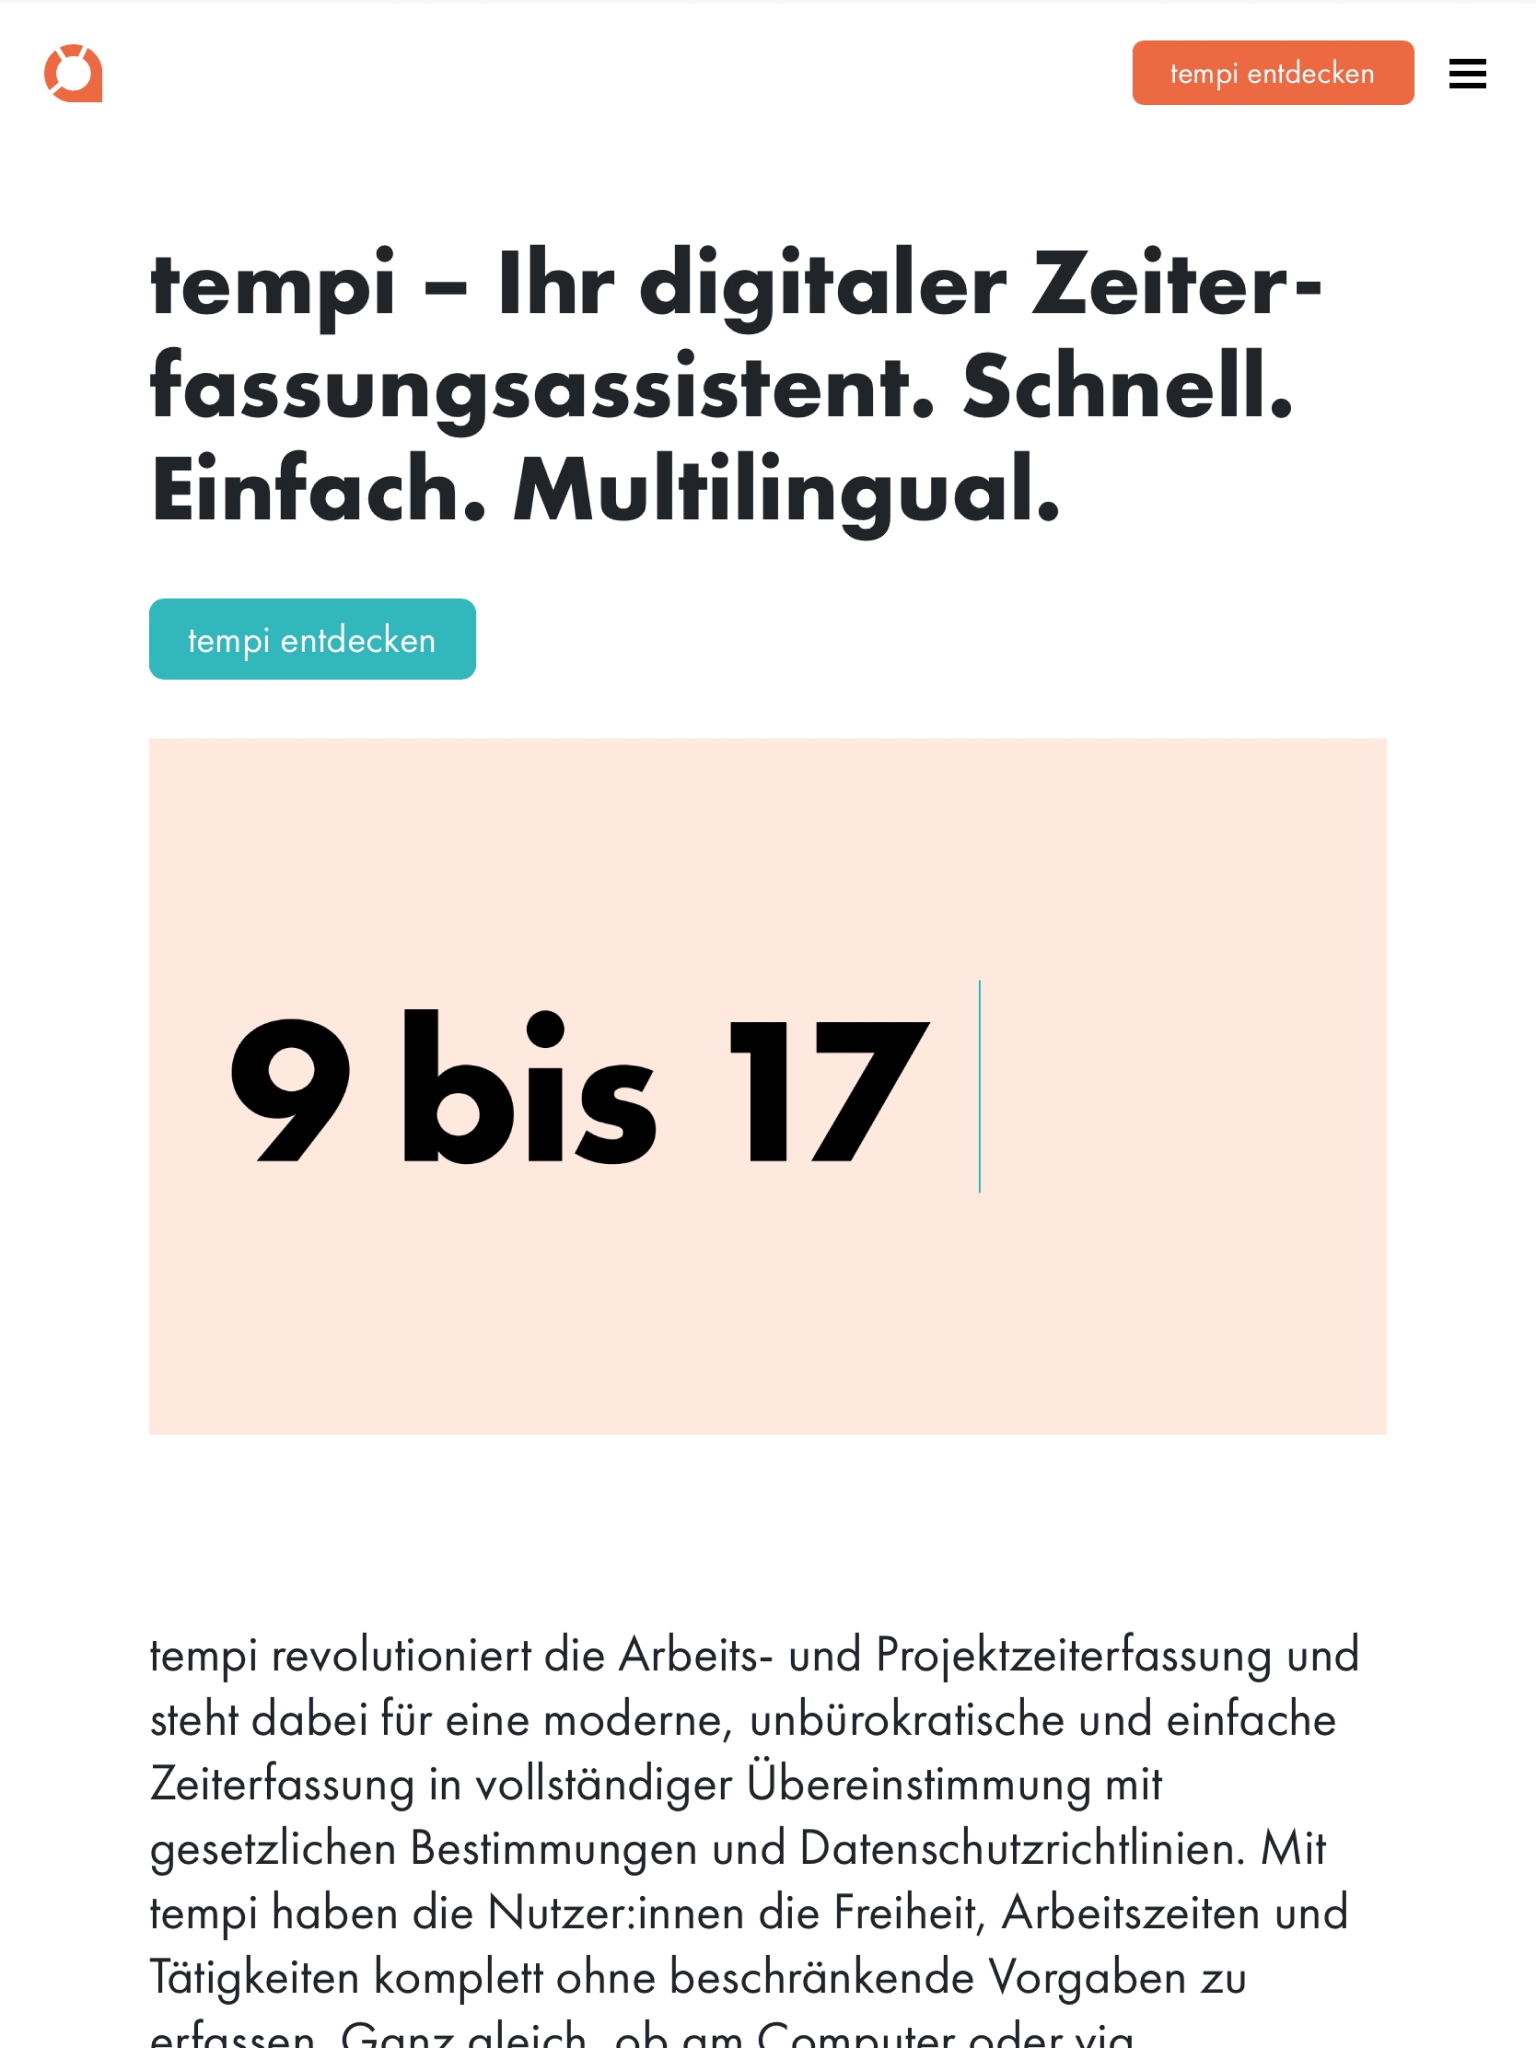 tempi entdecken
tempi – Ihr digitaler Zeiter-
fassungsassistent. Schnell.
Einfach. Multilingual.
tempi entdecken
9 bis 17
tempi revolutioniert die Arbeits- und Projektzeiterfassung und
steht dabei für eine moderne, unbürokratische und einfache
Zeiterfassung in vollständiger Übereinstimmung mit
gesetzlichen Bestimmungen und Datenschutzrichtlinien. Mit
tempi haben die Nutzer:innen die Freiheit, Arbeitszeiten und
Tätigkeiten komplett ohne beschränkende Vorgaben zu
erfassen. Ganz gleich, ob am Computer oder via